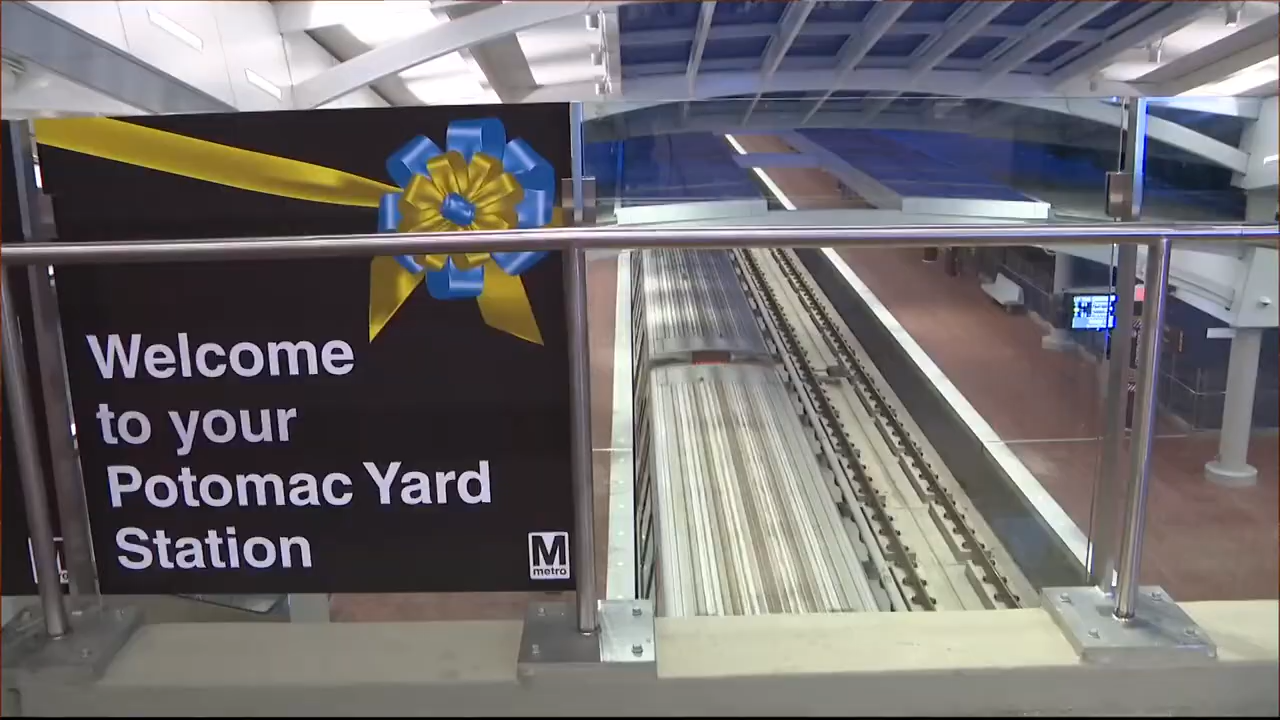 Welcome
to your
Potomac Yard
Station
M
metro